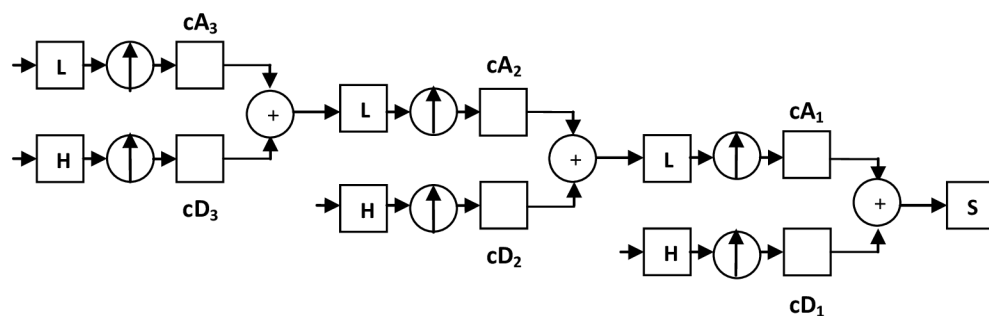 cA₃
L
cA₂
L
+
cA₁
H
L
+
cD₃
H
+
S
cD₂
H
cD₁